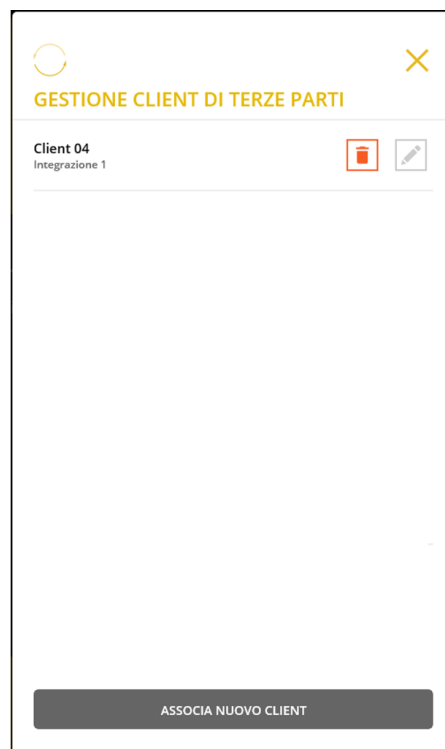 GESTIONE CLIENT DI TERZE PARTI
Client 04
Integrazione 1
ASSOCIA NUOVO CLIENT